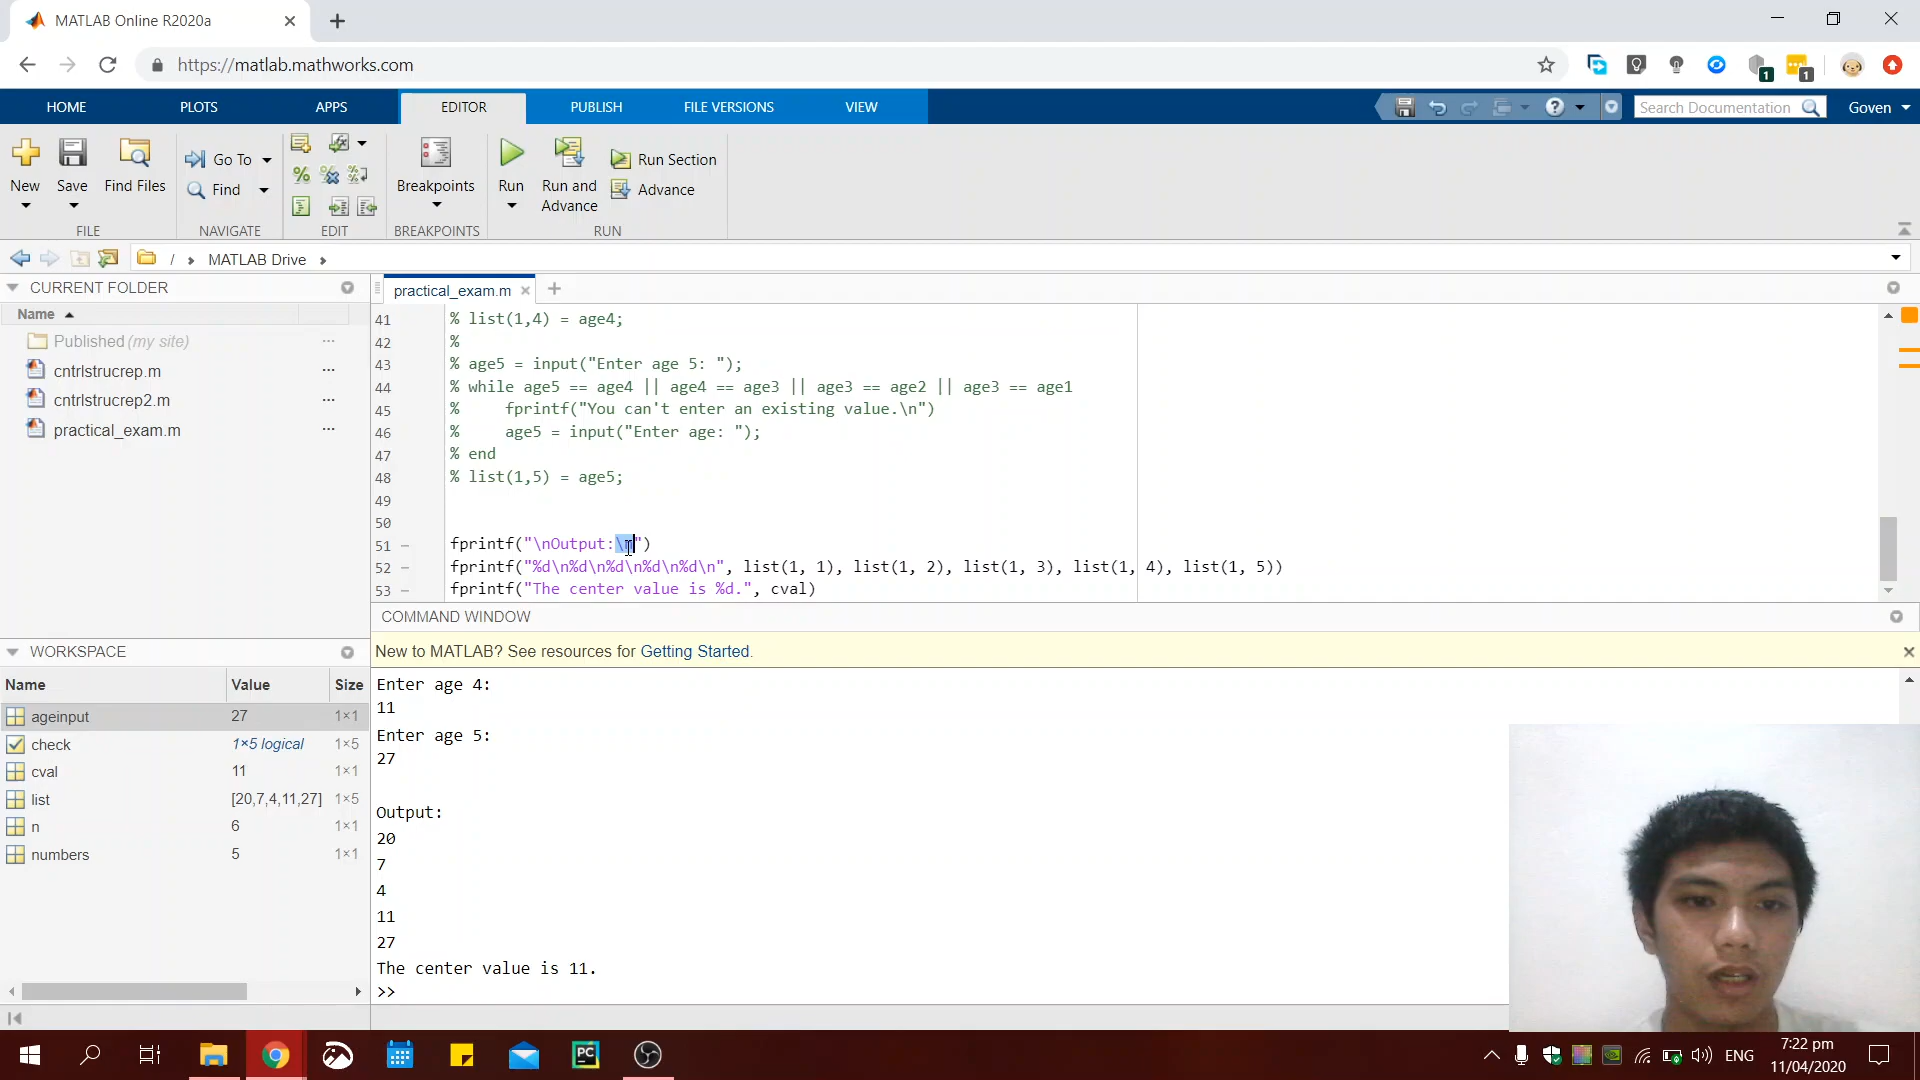 MATLAB Online R2020a
https://matlab.mathworks.com
1
1
HOME PLOTS APPS EDITOR PUBLISH FILE VERSIONS VIEW
Search Documentation
Goven
New
Save
Find Files
Go To
Find
Breakpoints
Run
Run and Advance
Run Section
Advance
FILE NAVIGATE EDIT BREAKPOINTS RUN
/ MATLAB Drive
CURRENT FOLDER
Name
Published (my site)
cntrlstrucrep.m
cntrlstrucrep2.m
practical_exam.m
practical_exam.m
41 % list(1,4) = age4;
42 %
43 % age5 = input("Enter age 5: ");
44 % while age5 == age4 || age4 == age3 || age3 == age2 || age3 == age1
45 % fprintf("You can't enter an existing value.\n")
46 % age5 = input("Enter age: ");
47 % end
48 % list(1,5) = age5;
49
50
51 – fprintf("\nOutput:\n")
52 – fprintf("%d\n%d\n%d\n%d\n%d\n", list(1, 1), list(1, 2), list(1, 3), list(1, 4), list(1, 5))
53 – fprintf("The center value is %d.", cval)
COMMAND WINDOW
New to MATLAB? See resources for Getting Started.
Enter age 4:
11
Enter age 5:
27
Output:
20
7
4
11
27
The center value is 11.
>>
WORKSPACE
Name Value Size
ageinput 27 1×1
check 1×5 logical 1×5
cval 11 1×1
list [20,7,4,11,27] 1×5
n 6 1×1
numbers 5 1×1
PC
ENG
7:22 pm
11/04/2020